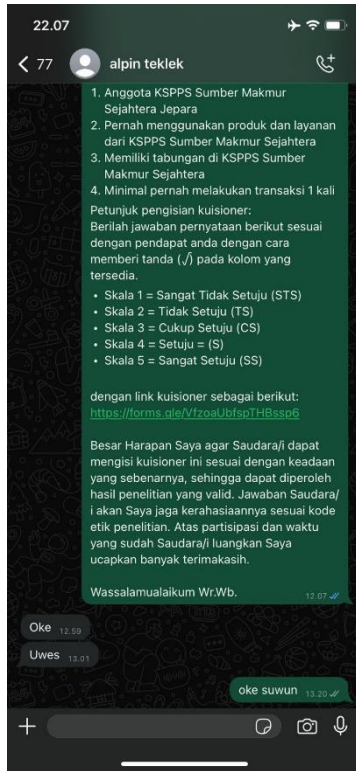 22.07
77 alpin teklek
1. Anggota KSPPS Sumber Makmur
Sejahtera Jepara
2. Pernah menggunakan produk dan layanan
dari KSPPS Sumber Makmur Sejahtera
3. Memiliki tabungan di KSPPS Sumber
Makmur Sejahtera
4. Minimal pernah melakukan transaksi 1 kali
Petunjuk pengisian kuisioner:
Berilah jawaban pernyataan berikut sesuai
dengan pendapat anda dengan cara
memberi tanda (√) pada kolom yang
tersedia.
• Skala 1 = Sangat Tidak Setuju (STS)
• Skala 2 = Tidak Setuju (TS)
• Skala 3 = Cukup Setuju (CS)
• Skala 4 = Setuju = (S)
• Skala 5 = Sangat Setuju (SS)
dengan link kuisioner sebagai berikut:
https://forms.gle/VfzoaUbfspTHBssp6
Besar Harapan Saya agar Saudara/i dapat
mengisi kuisioner ini sesuai dengan keadaan
yang sebenarnya, sehingga dapat diperoleh
hasil penelitian yang valid. Jawaban Saudara/
i akan Saya jaga kerahasiaannya sesuai kode
etik penelitian. Atas partisipasi dan waktu
yang sudah Saudara/i luangkan Saya
ucapkan banyak terimakasih.
Wassalamualaikum Wr.Wb. 12.07
Oke 12.59
Uwes 13.01
oke suwun 13.20